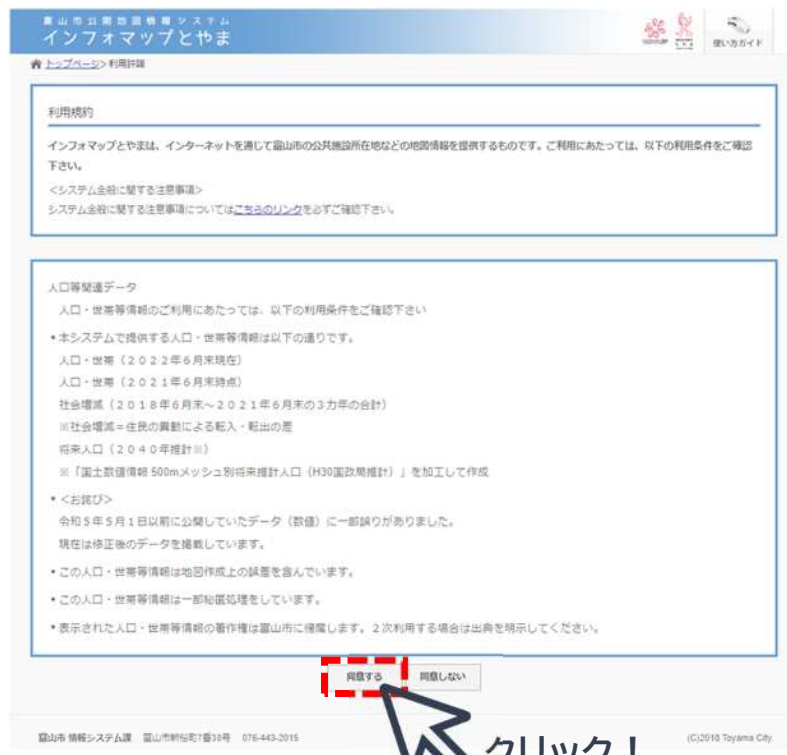 富山市公開地図情報システム
インフォマップとやま
使い方ガイド
トップページ>利用許諾
利用規約
インフォマップとやまは、インターネットを通じて富山市の公共施設所在地などの地図情報を提供するものです。ご利用にあたっては、以下の利用条件をご確認
下さい。
<システム全般に関する注意事項>
システム全般に関する注意事項についてはこちらのリンクを必ずご確認下さい。
人口等関連データ
人口・世帯等情報のご利用にあたっては、以下の利用条件をご確認下さい
•本システムで提供する人口・世帯等情報は以下の通りです。
人口・世帯（２０２２年６月末現在）
人口・世帯（２０２１年６月末時点）
社会増減（２０１８年６月末～２０２１年６月末の３カ年の合計）
※社会増減＝住民の異動による転入・転出の差
将来人口（２０４０年推計※）
※「国土数値情報 500mメッシュ別将来推計人口（H30国政局推計）」を加工して作成
•<お詫び>
令和５年５月１日以前に公開していたデータ（数値）に一部誤りがありました。
現在は修正後のデータを掲載しています。
•この人口・世帯等情報は地図作成上の誤差を含んでいます。
•この人口・世帯等情報は一部秘匿処理をしています。
•表示された人口・世帯等情報の著作権は富山市に帰属します。２次利用する場合は出典を明示してください。
同意する 同意しない
クリック！
富山市 情報システム課 富山市新桜町7番38号 076-443-2015 (C)2018 Toyama City.